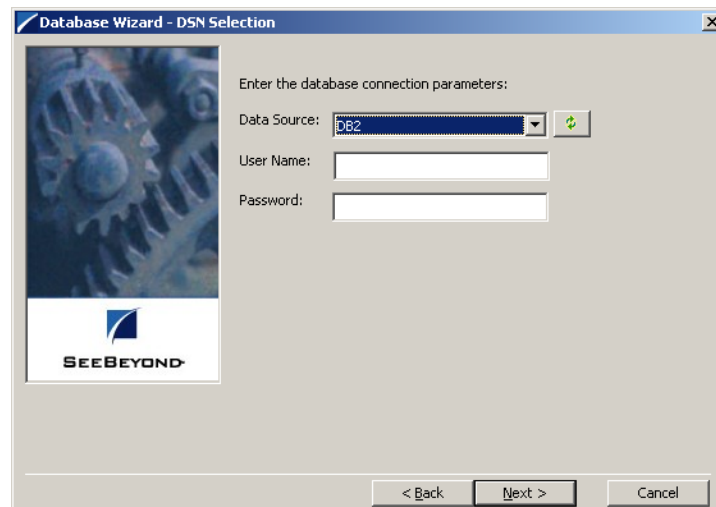 Database Wizard - DSN Selection
Enter the database connection parameters:
Data Source: DB2
User Name:
Password:
SEEBEYOND
< Back Next > Cancel